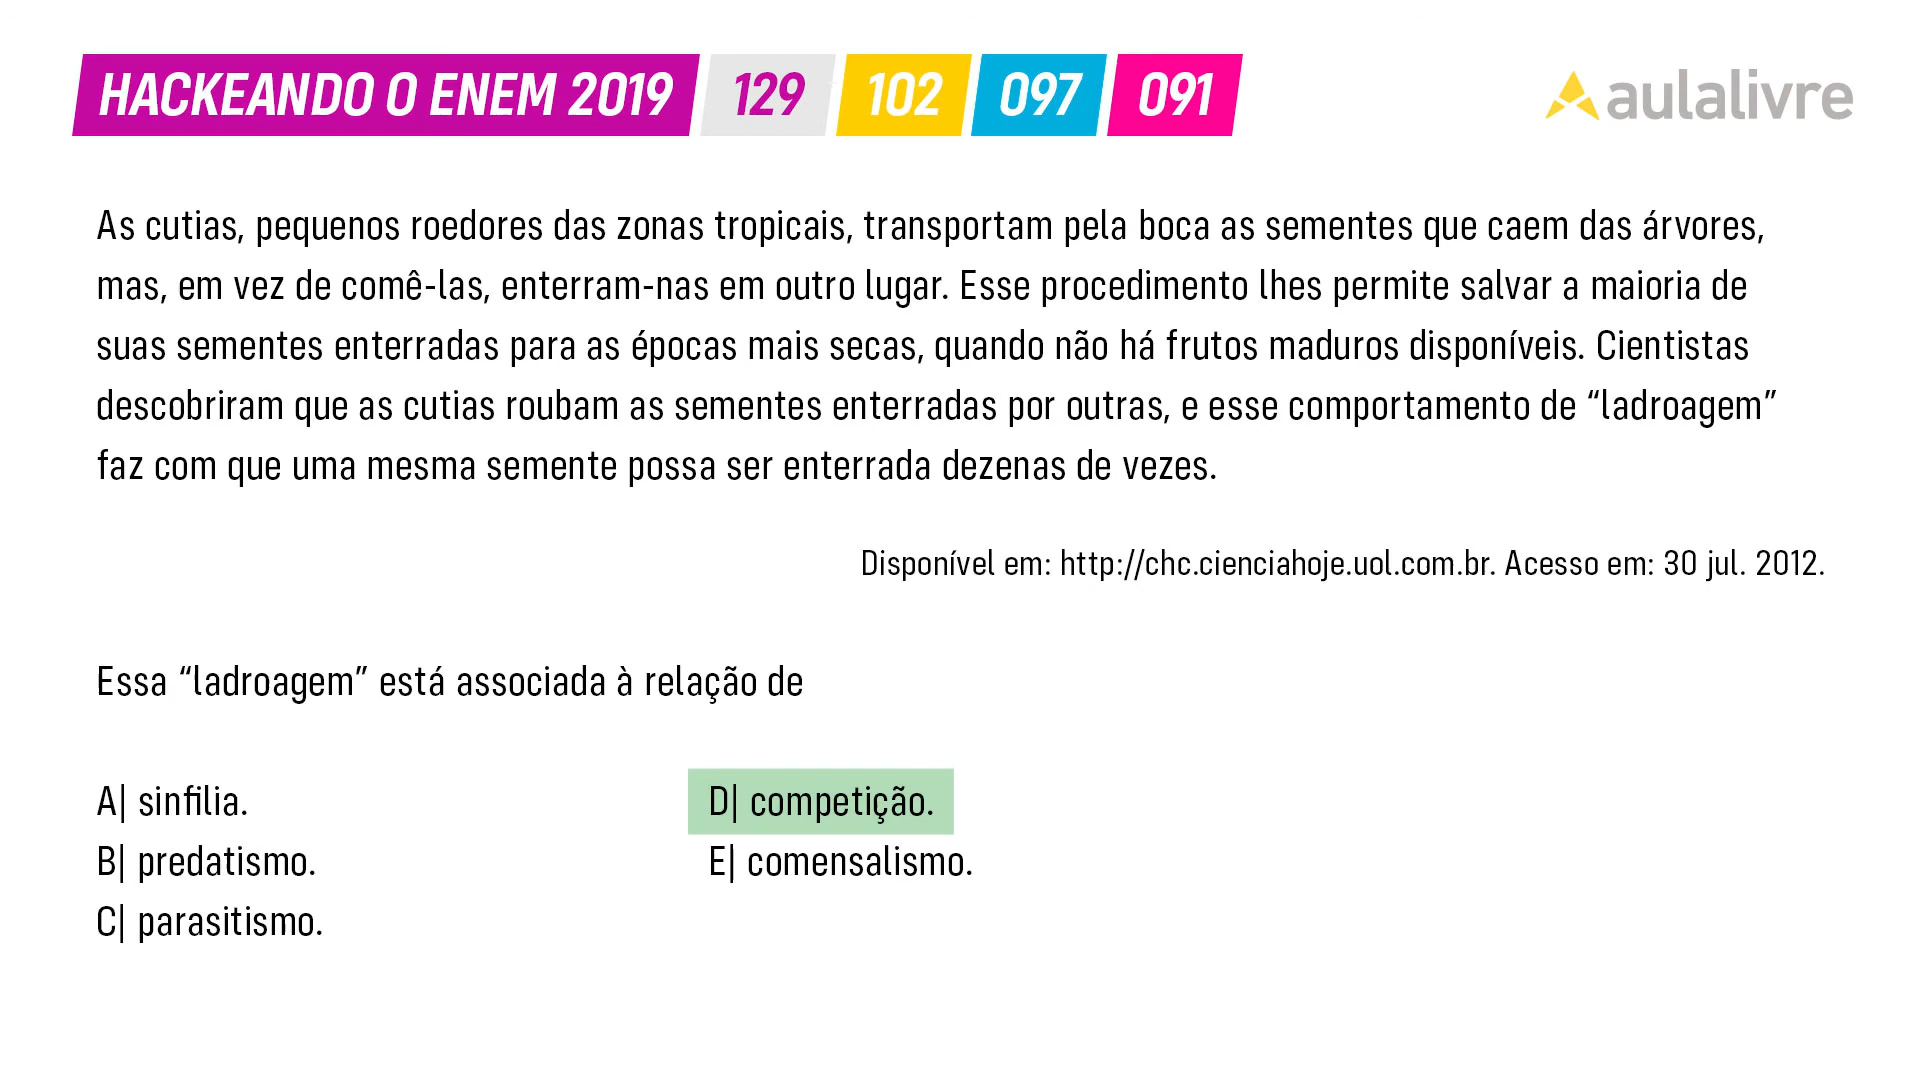 HACKEANDO O ENEM 2019 129 102 097 091
aulalivre
As cutias, pequenos roedores das zonas tropicais, transportam pela boca as sementes que caem das árvores,
mas, em vez de comê-las, enterram-nas em outro lugar. Esse procedimento lhes permite salvar a maioria de
suas sementes enterradas para as épocas mais secas, quando não há frutos maduros disponíveis. Cientistas
descobriram que as cutias roubam as sementes enterradas por outras, e esse comportamento de “ladroagem”
faz com que uma mesma semente possa ser enterrada dezenas de vezes.
Disponível em: http://chc.cienciahoje.uol.com.br. Acesso em: 30 jul. 2012.
Essa “ladroagem” está associada à relação de
A| sinfilia.
B| predatismo.
C| parasitismo.
D| competição.
E| comensalismo.